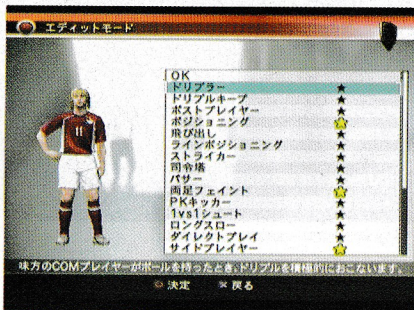 エディットモード
OK
ドリブラー ★
ドリブルキープ ★
ポストプレイヤー ★
ポジショニング ★
飛び出し ★
ラインポジショニング ★
ストライカー ★
司令塔 ★
パサー ★
両足フェイント ★
PKキッカー ★
1vs1シュート ★
ロングスロー ★
ダイレクトプレイ ★
サイドプレイヤー ★
11
味方のCOMプレイヤーがボールを持ったとき、ドリブルを積極的におこないます。
○ 決定 × 戻る